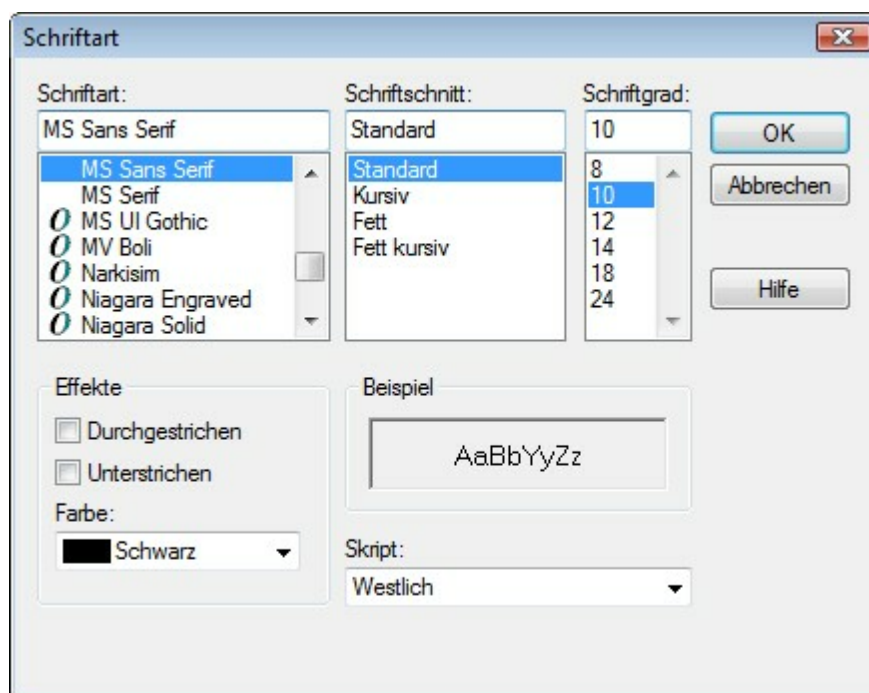 Schriftart
Schriftart:
Schriftschnitt:
Schriftgrad:
MS Sans Serif
Standard
10
OK
MS Sans Serif
MS Serif
MS UI Gothic
MV Boli
Narkisim
Niagara Engraved
Niagara Solid
Standard
Kursiv
Fett
Fett kursiv
8
10
12
14
18
24
Abbrechen
Hilfe
Effekte
Durchgestrichen
Unterstrichen
Farbe:
Schwarz
Beispiel
AaBbYyZz
Skript:
Westlich